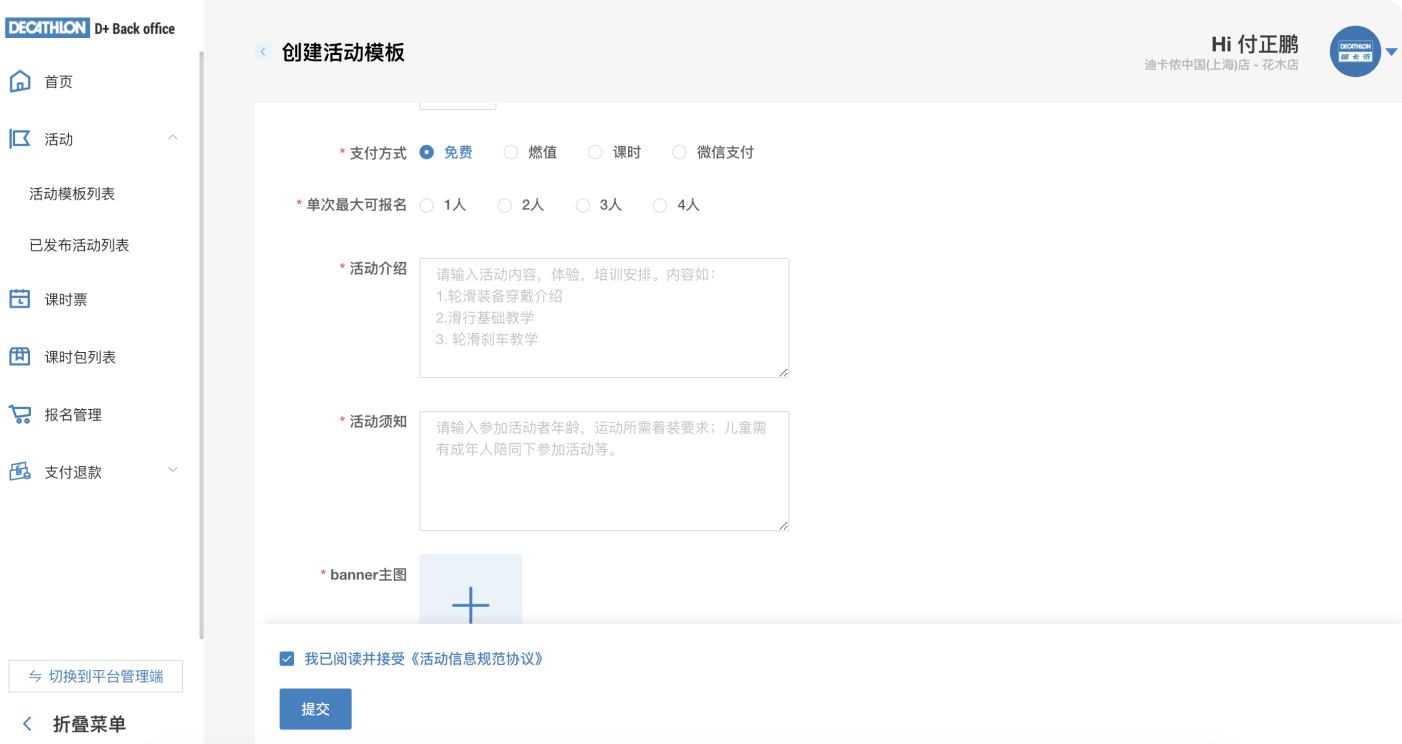 DECATHLON D+ Back office
首页
活动
活动模板列表
已发布活动列表
课时票
课时包列表
报名管理
支付退款
切换到平台管理端
折叠菜单
创建活动模板
Hi 付正鹏
迪卡侬中国(上海)店 - 花木店
DECATHLON
迪卡侬
* 支付方式 免费 燃值 课时 微信支付
* 单次最大可报名 1人 2人 3人 4人
* 活动介绍
请输入活动内容，体验，培训安排。内容如：
1.轮滑装备穿戴介绍
2.滑行基础教学
3. 轮滑刹车教学
* 活动须知
请输入参加活动者年龄，运动所需着装要求；儿童需
有成年人陪同下参加活动等。
* banner主图
我已阅读并接受《活动信息规范协议》
提交